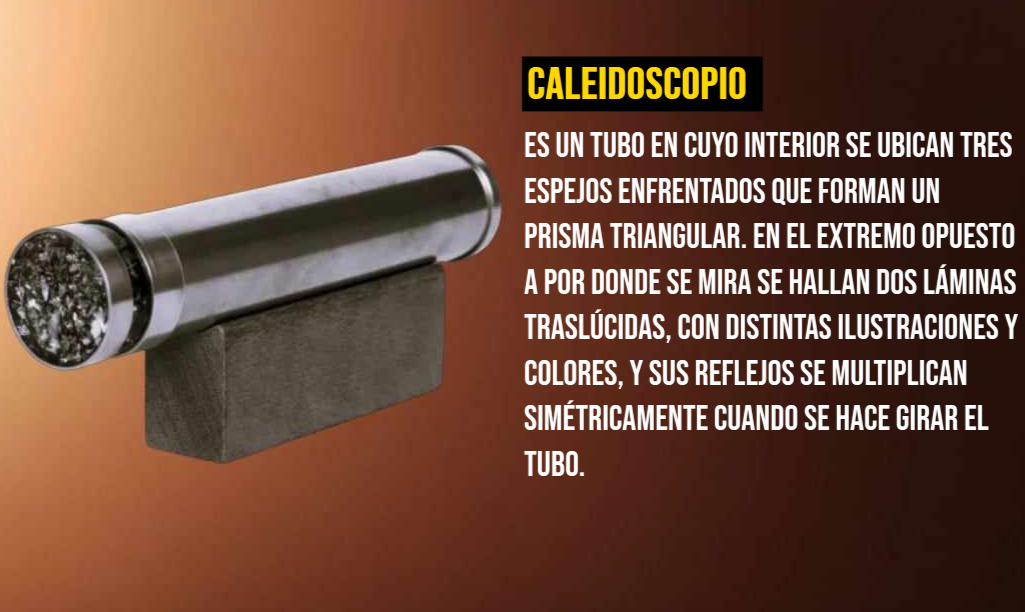 CALEIDOSCOPIO
ES UN TUBO EN CUYO INTERIOR SE UBICAN TRES
ESPEJOS ENFRENTADOS QUE FORMAN UN
PRISMA TRIANGULAR. EN EL EXTREMO OPUESTO
A POR DONDE SE MIRA SE HALLAN DOS LÁMINAS
TRASLÚCIDAS, CON DISTINTAS ILUSTRACIONES Y
COLORES, Y SUS REFLEJOS SE MULTIPLICAN
SIMÉTRICAMENTE CUANDO SE HACE GIRAR EL
TUBO.